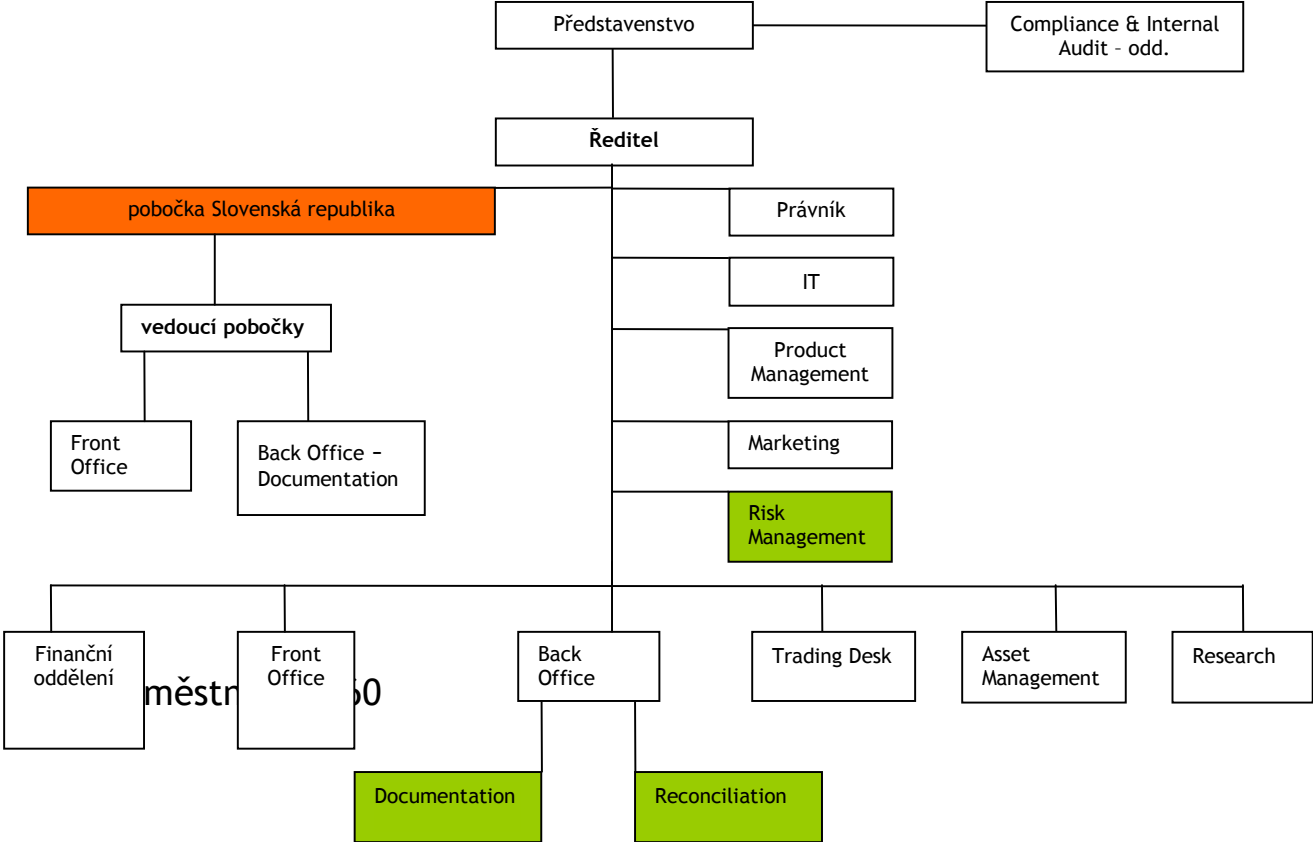 Představenstvo
Compliance & Internal
Audit – odd.
Ředitel
pobočka Slovenská republika
Právník
IT
vedoucí pobočky
Product
Management
Front
Office
Back Office –
Documentation
Marketing
Risk
Management
Finanční
oddělení
Front
Office
Back
Office
Trading Desk
Asset
Management
Research
Documentation
Reconciliation